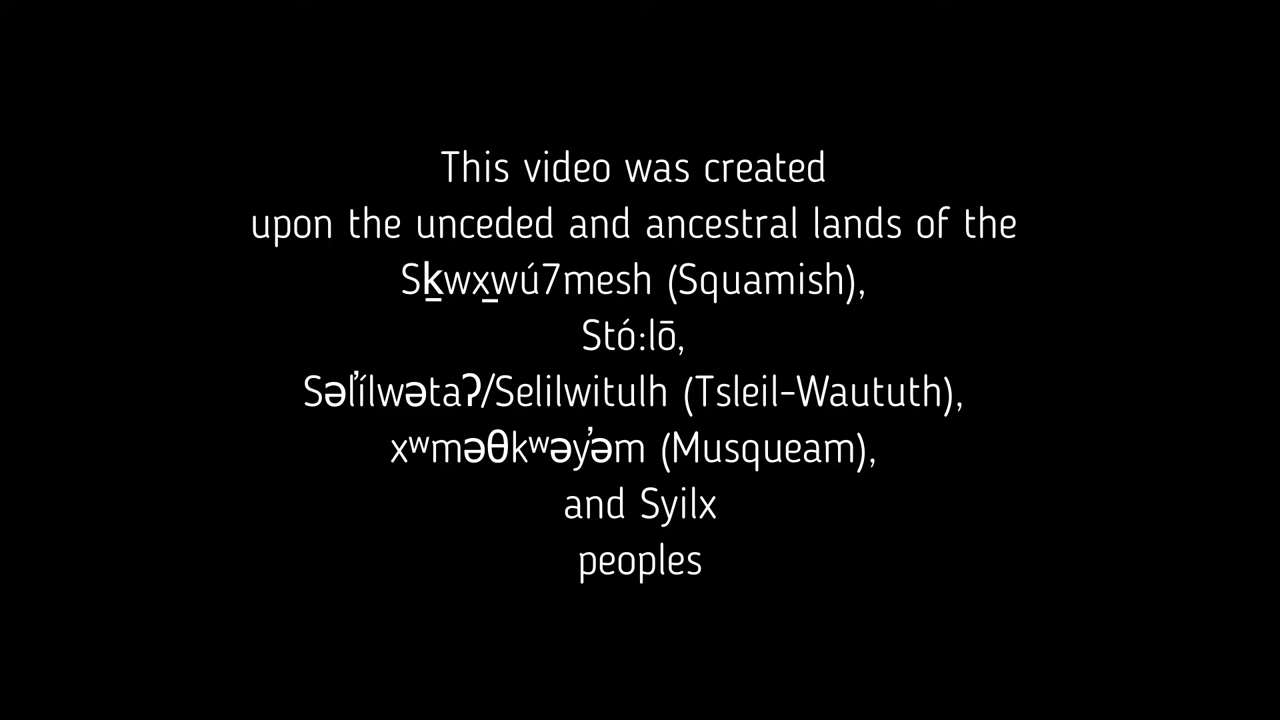 This video was created
upon the unceded and ancestral lands of the
Sḵwx̱wú7mesh (Squamish),
Stó:lō,
Səl̓ílwətaʔ/Selilwitulh (Tsleil-Waututh),
xʷməθkʷəy̓əm (Musqueam),
and Syilx
peoples